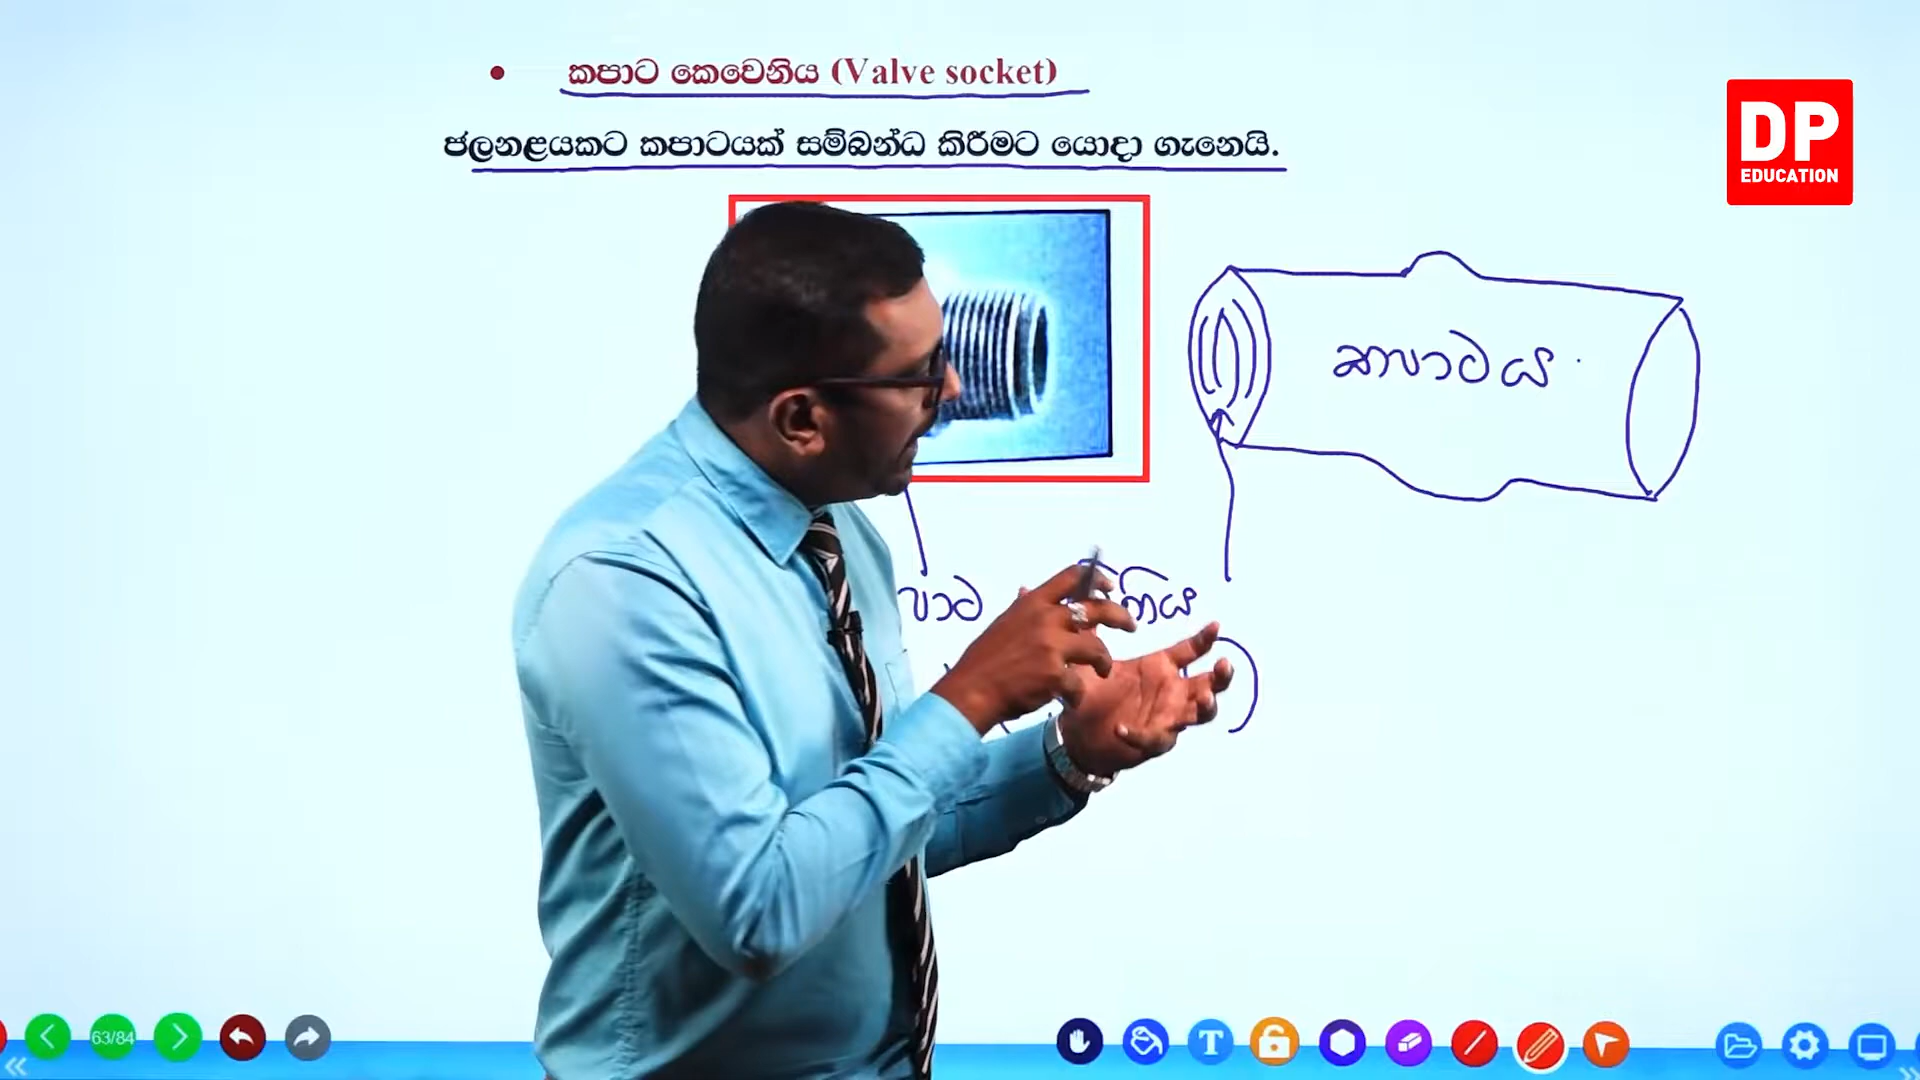 • කපාට කෙවෙනිය (Valve socket)
DP
EDUCATION
ජලනළයකට කපාටයක් සම්බන්ධ කිරීමට යොදා ගැනෙයි.
කපාටය
63/84
T